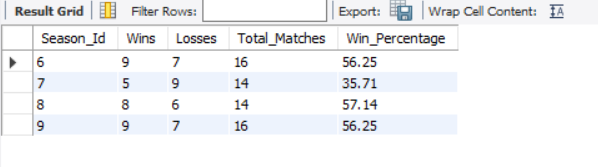 Result Grid Filter Rows: Export: Wrap Cell Content:
Season_Id Wins Losses Total_Matches Win_Percentage
6 9 7 16 56.25
7 5 9 14 35.71
8 8 6 14 57.14
9 9 7 16 56.25